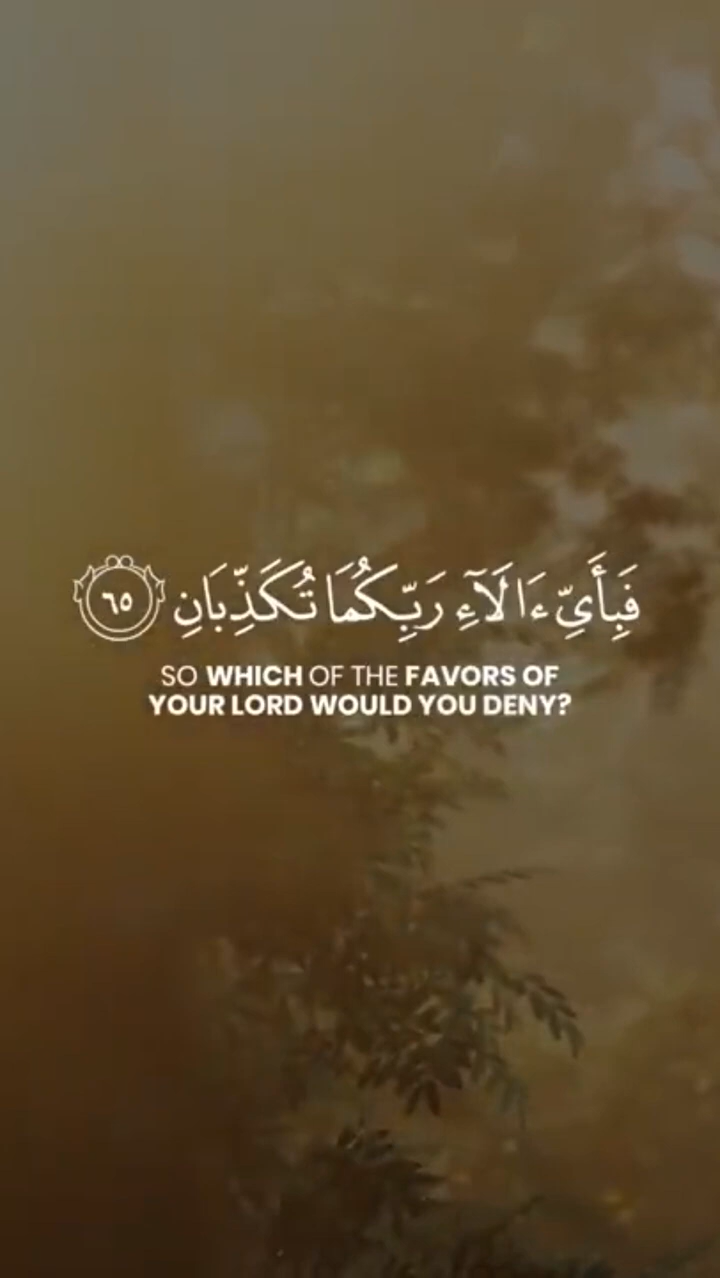 فَبِأَيِّ ءَالَآءِ رَبِّكُمَا تُكَذِّبَانِ ٦٥
SO WHICH OF THE FAVORS OF
YOUR LORD WOULD YOU DENY?